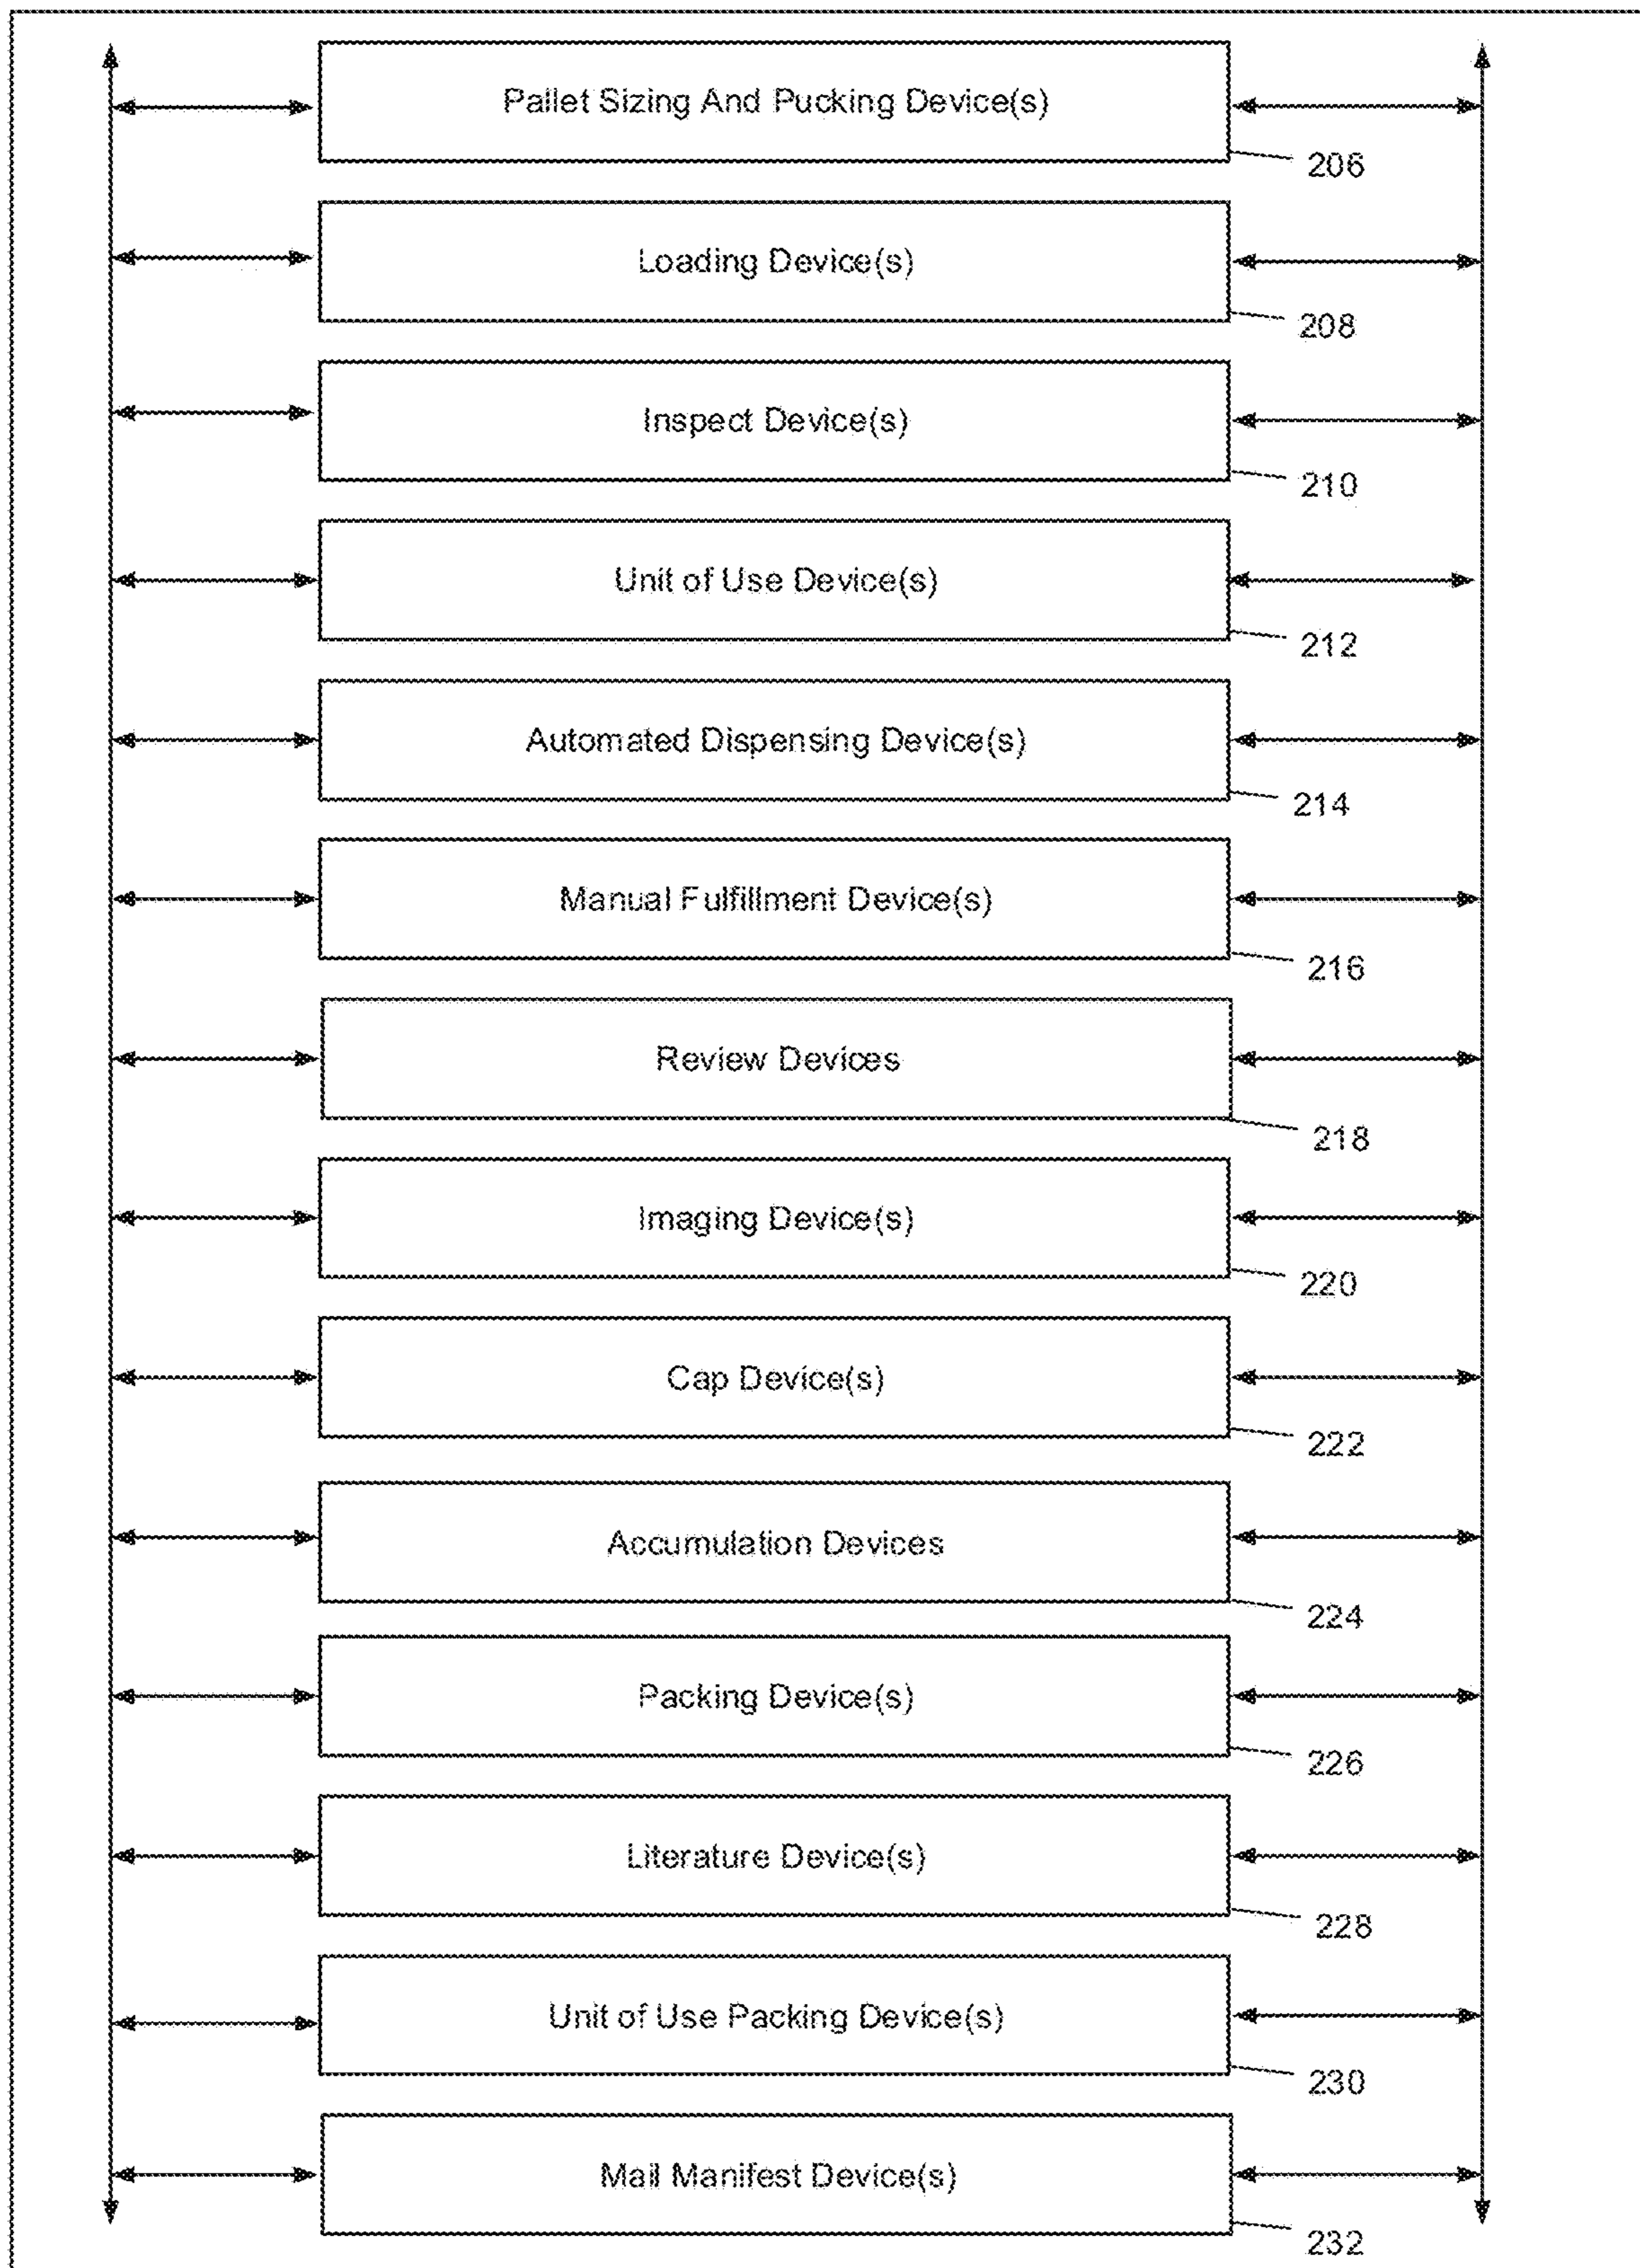 Pallet Sizing And Pucking Device(s)
206
Loading Device(s)
208
Inspect Device(s)
210
Unit of Use Device(s)
212
Automated Dispensing Device(s)
214
Manual Fulfillment Device(s)
216
Review Devices
218
Imaging Device(s)
220
Cap Device(s)
222
Accumulation Devices
224
Packing Device(s)
226
Literature Device(s)
228
Unit of Use Packing Device(s)
230
Mail Manifest Device(s)
232